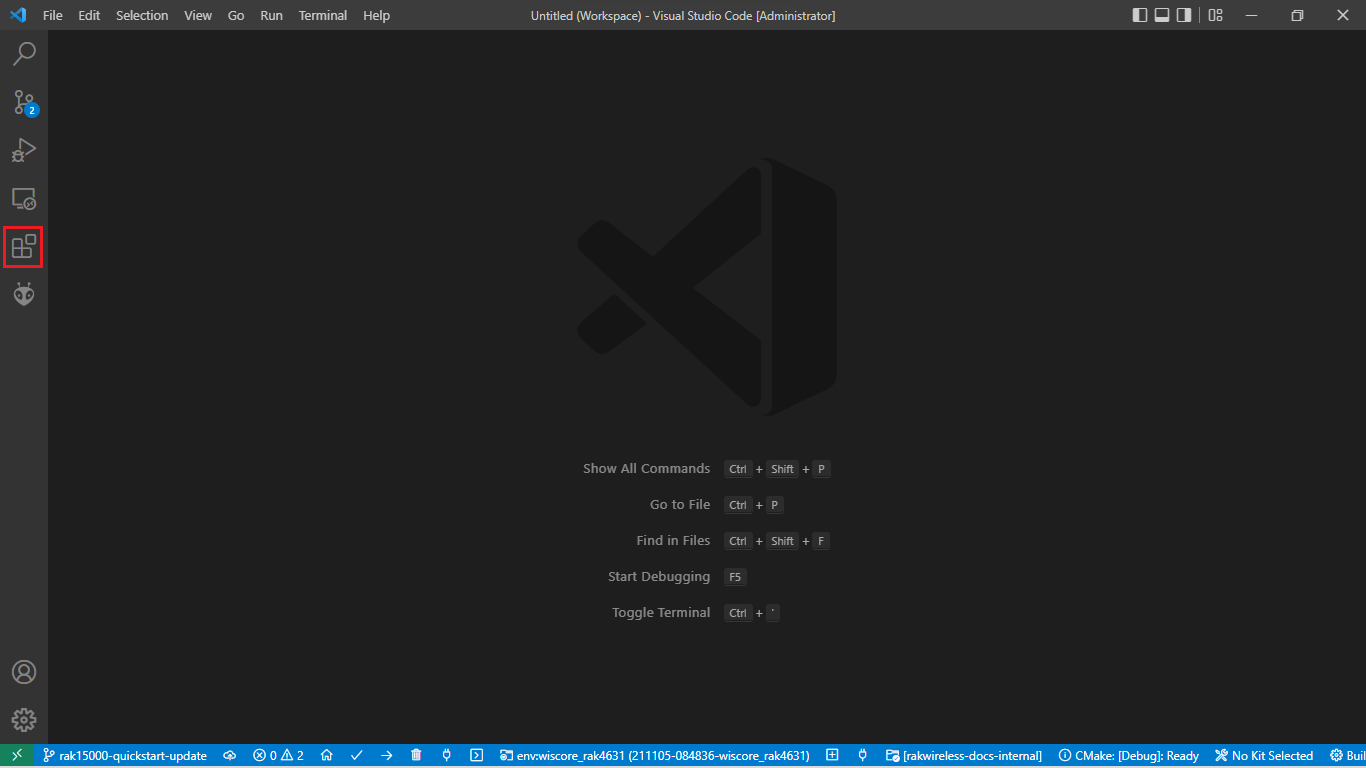 File Edit Selection View Go Run Terminal Help Untitled (Workspace) - Visual Studio Code [Administrator]
2
Show All Commands Ctrl + Shift + P
Go to File Ctrl + P
Find in Files Ctrl + Shift + F
Start Debugging F5
Toggle Terminal Ctrl + `
rak15000-quickstart-update 0 2 env:wiscore_rak4631 (211105-084836-wiscore_rak4631) [rakwireless-docs-internal] CMake: [Debug]: Ready No Kit Selected Buil